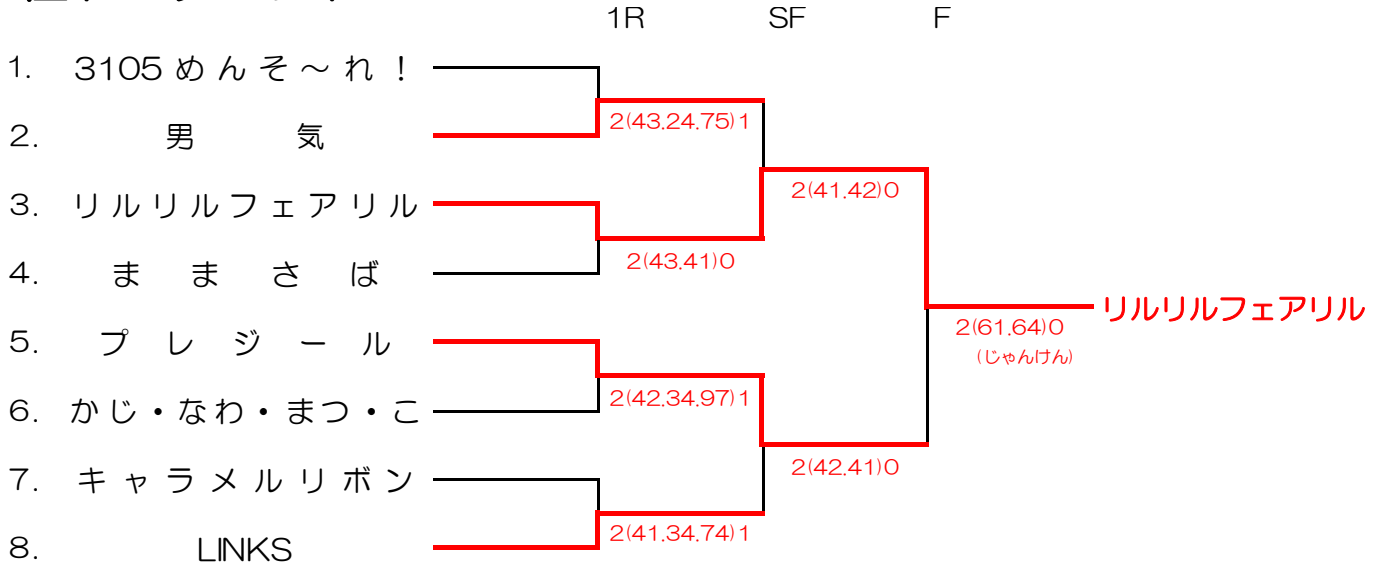 1R SF F
1. 3105めんそ～れ！
2(43.24.75)1
2. 男気
2(41.42)0
3. リルリルフェアリル
2(43.41)0
4. ままさば
リルリルフェアリル
2(61.64)0
(じゃんけん)
5. プレジール
2(42.34.97)1
6. かじ・なわ・まつ・こ
2(42.41)0
7. キャラメルリボン
2(41.34.74)1
8. LINKS